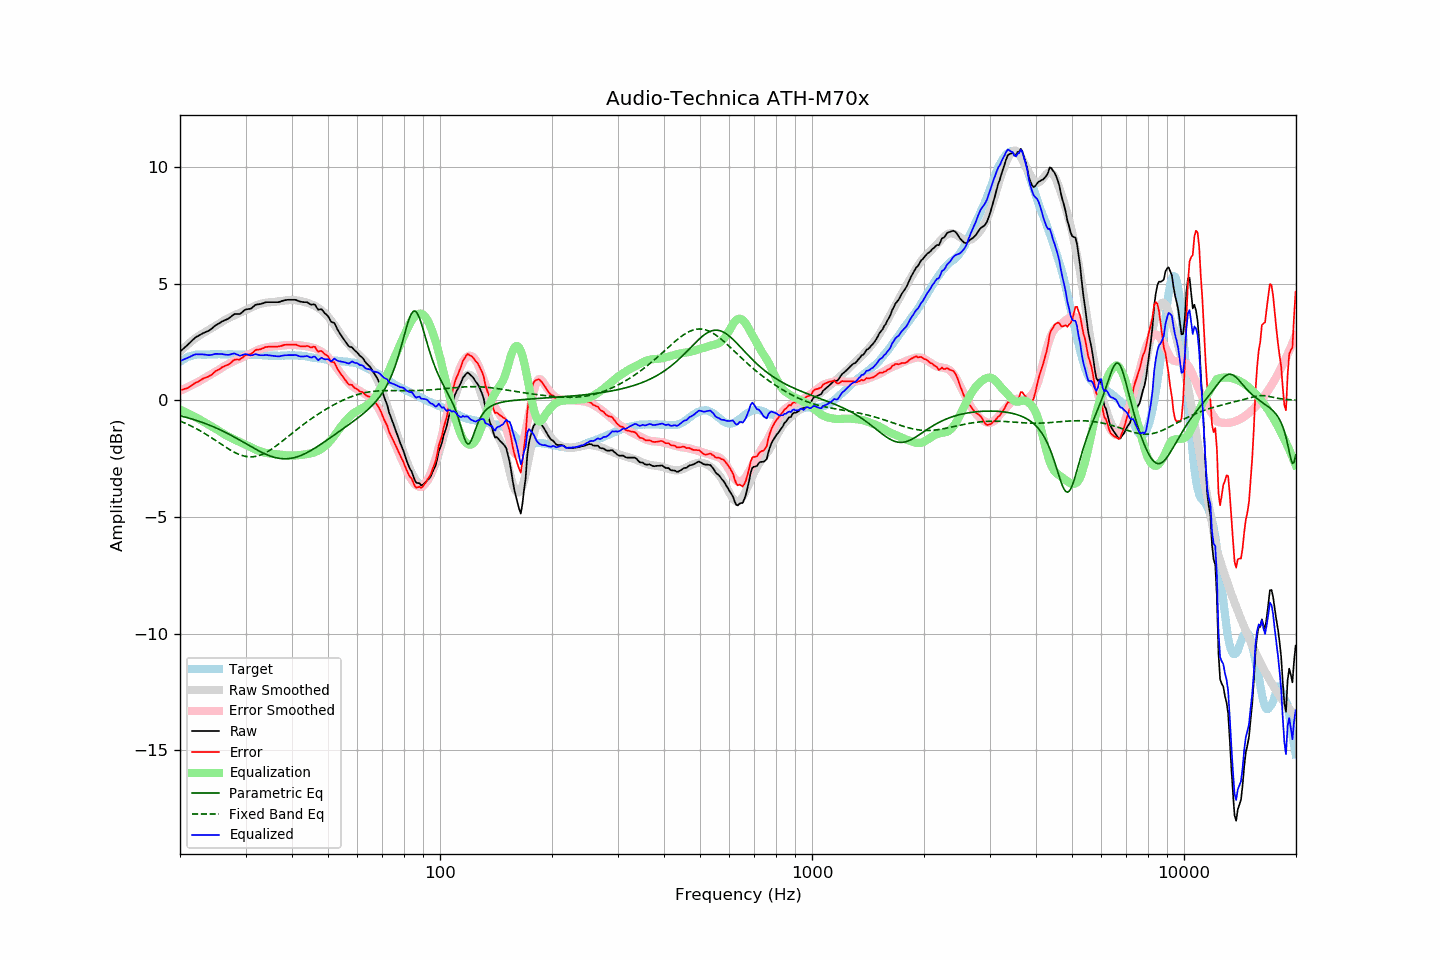 Audio-Technica ATH-M70x
Amplitude (dBr)
10
5
0
−5
−10
−15
Target
Raw Smoothed
Error Smoothed
Raw
Error
Equalization
Parametric Eq
Fixed Band Eq
Equalized
100 1000 10000
Frequency (Hz)